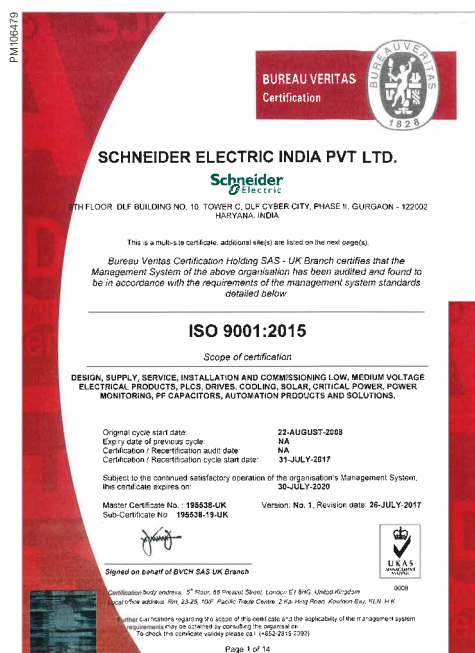 PM106479
BUREAU VERITAS
Certification
BUREAU VERITAS
1828
SCHNEIDER ELECTRIC INDIA PVT LTD.
Schneider
Electric
9TH FLOOR DLF BUILDING NO. 10, TOWER C, DLF CYBER CITY, PHASE II, GURGAON - 122002
HARYANA, INDIA
This is a multi-site certificate, additional site(s) are listed on the next page(s).
Bureau Veritas Certification Holding SAS - UK Branch certifies that the
Management System of the above organisation has been audited and found to
be in accordance with the requirements of the management system standards
detailed below
ISO 9001:2015
Scope of certification
DESIGN, SUPPLY, SERVICE, INSTALLATION AND COMMISSIONING LOW, MEDIUM VOLTAGE
ELECTRICAL PRODUCTS, PLCS, DRIVES, COOLING, SOLAR, CRITICAL POWER, POWER
MONITORING, PF CAPACITORS, AUTOMATION PRODUCTS AND SOLUTIONS.
Original cycle start date: 22-AUGUST-2008
Expiry date of previous cycle: NA
Certification / Recertification audit date: NA
Certification / Recertification cycle start date: 31-JULY-2017
Subject to the continued satisfactory operation of the organisation's Management System,
this certificate expires on: 30-JULY-2020
Master Certificate No. : 195538-UK Version: No. 1, Revision date: 26-JULY-2017
Sub-Certificate No 195538-19-UK
Signed on behalf of BVCH SAS UK Branch
UKAS
MANAGEMENT
SYSTEMS
0008
Certification body address: 5th Floor, 66 Prescot Street, London E1 8HG, United Kingdom
Local office address: Rm, 23-25, 10/F Pacific Trade Centre 2 Kai Hing Road Kowloon Bay, KLN H.K
Further clarifications regarding the scope of this certificate and the applicability of the management system
requirements may be obtained by consulting the organisation.
To check this certificate validity please call (+852-2815
Page 1 of 14